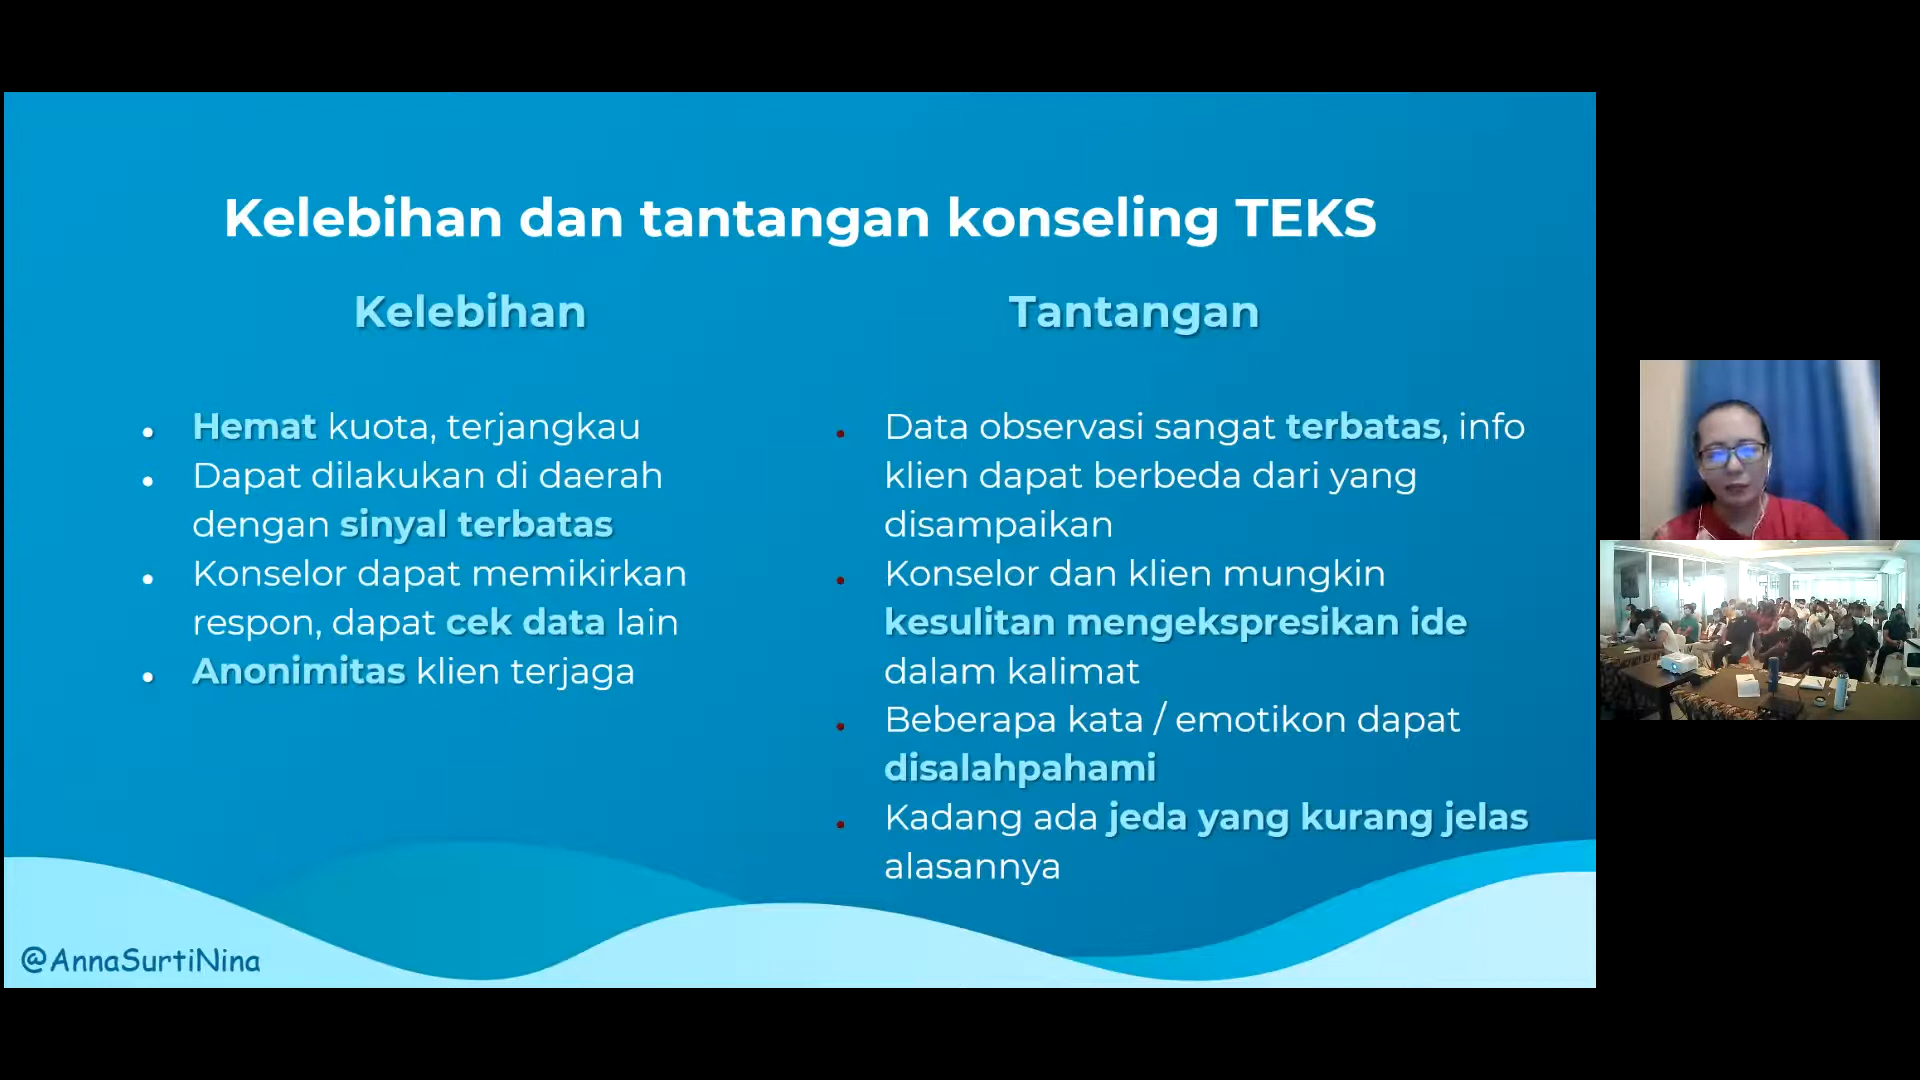 Kelebihan dan tantangan konseling TEKS
Kelebihan
Hemat kuota, terjangkau
Dapat dilakukan di daerah
dengan sinyal terbatas
Konselor dapat memikirkan
respon, dapat cek data lain
Anonimitas klien terjaga
Tantangan
Data observasi sangat terbatas, info
klien dapat berbeda dari yang
disampaikan
Konselor dan klien mungkin
kesulitan mengekspresikan ide
dalam kalimat
Beberapa kata / emotikon dapat
disalahpahami
Kadang ada jeda yang kurang jelas
alasannya
@AnnaSurtiNina